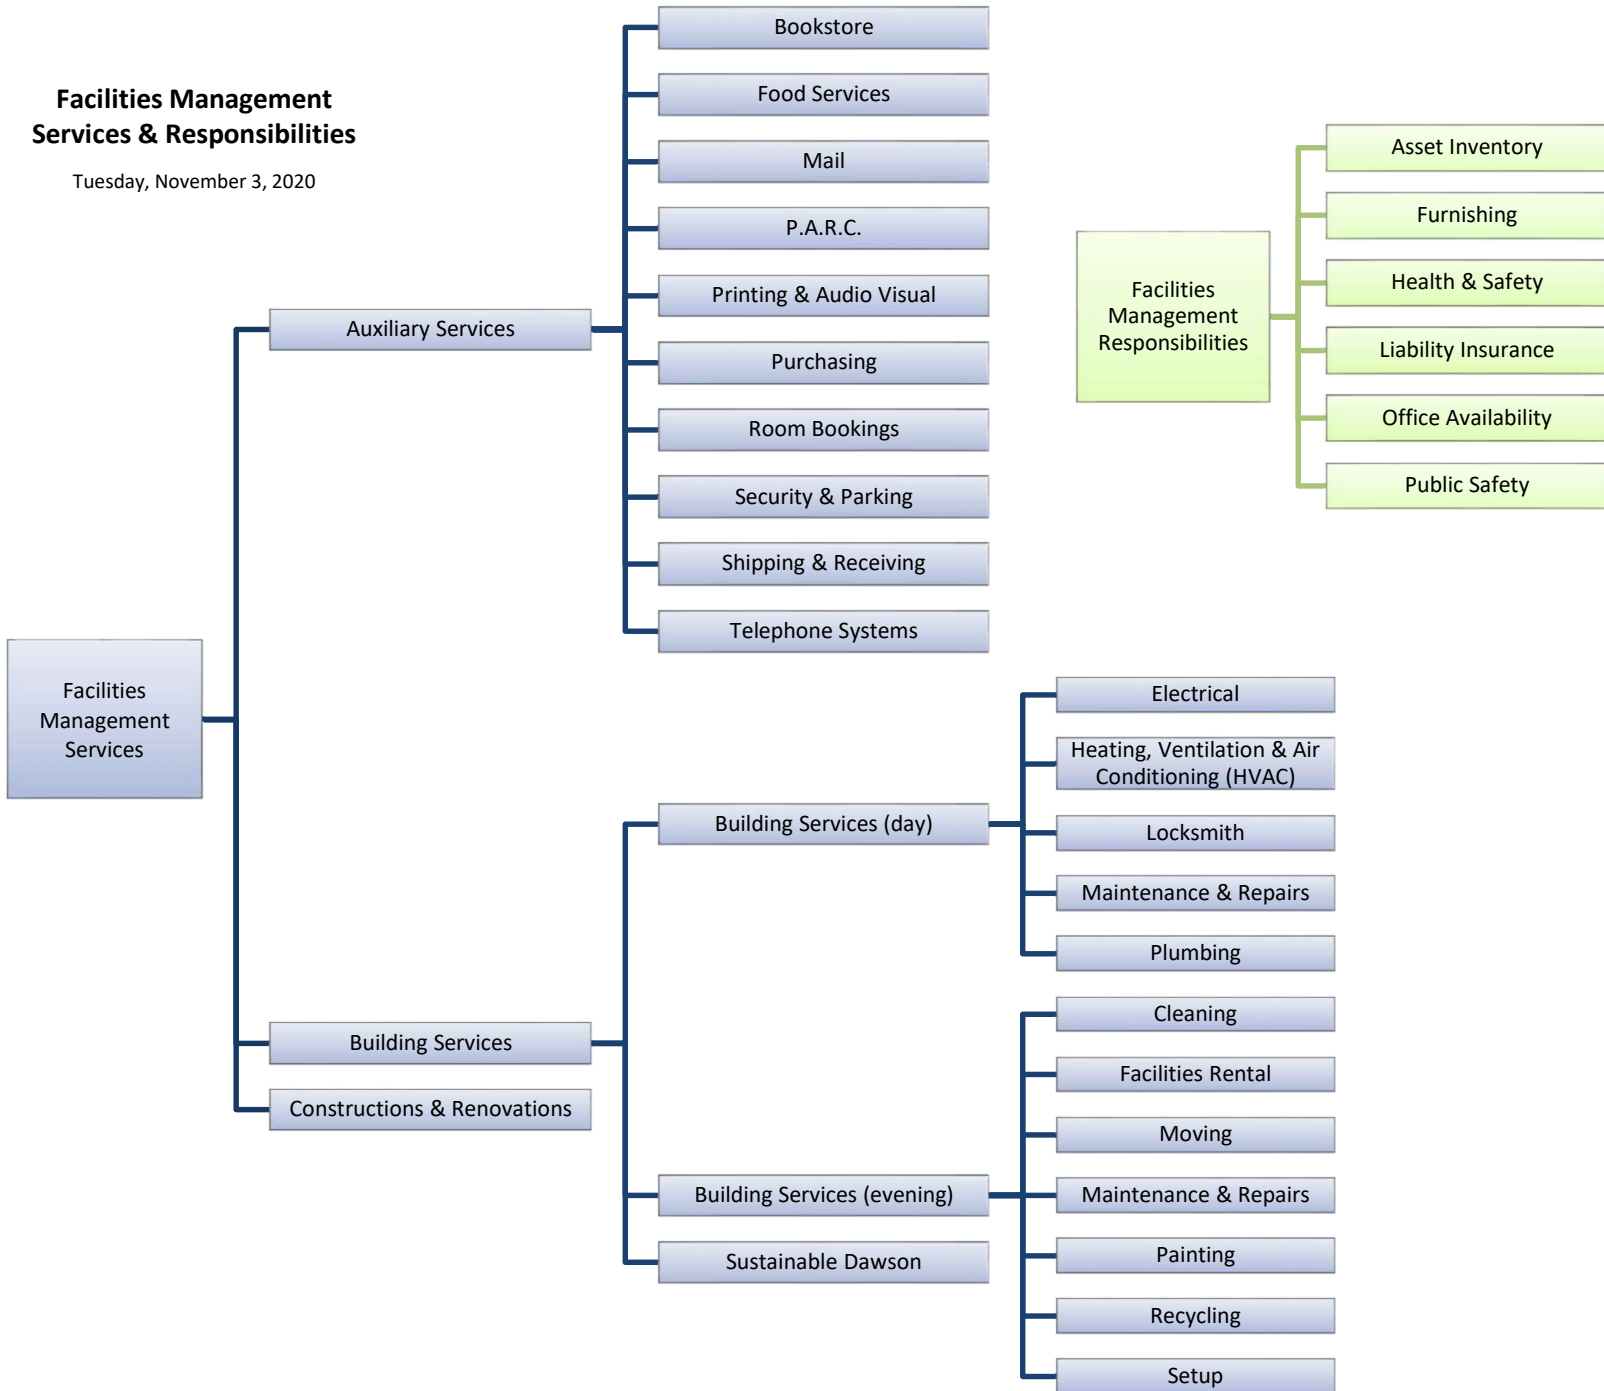 Facilities Management
Services & Responsibilities
Tuesday, November 3, 2020
Facilities
Management
Services
Auxiliary Services
Bookstore
Food Services
Mail
P.A.R.C.
Printing & Audio Visual
Purchasing
Room Bookings
Security & Parking
Shipping & Receiving
Telephone Systems
Building Services
Building Services (day)
Electrical
Heating, Ventilation & Air
Conditioning (HVAC)
Locksmith
Maintenance & Repairs
Plumbing
Building Services (evening)
Cleaning
Facilities Rental
Moving
Maintenance & Repairs
Painting
Recycling
Setup
Sustainable Dawson
Constructions & Renovations
Facilities
Management
Responsibilities
Asset Inventory
Furnishing
Health & Safety
Liability Insurance
Office Availability
Public Safety